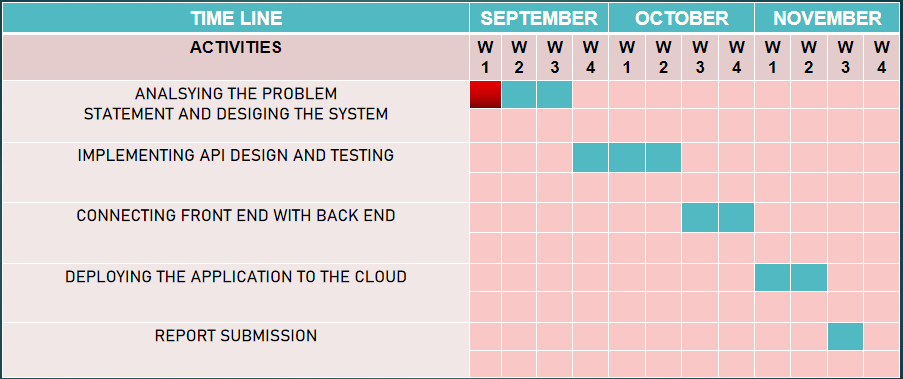 TIME LINE SEPTEMBER OCTOBER NOVEMBER
ACTIVITIES W 1 W 2 W 3 W 4 W 1 W 2 W 3 W 4 W 1 W 2 W 3 W 4
ANALSYING THE PROBLEM
STATEMENT AND DESIGING THE SYSTEM
IMPLEMENTING API DESIGN AND TESTING
CONNECTING FRONT END WITH BACK END
DEPLOYING THE APPLICATION TO THE CLOUD
REPORT SUBMISSION